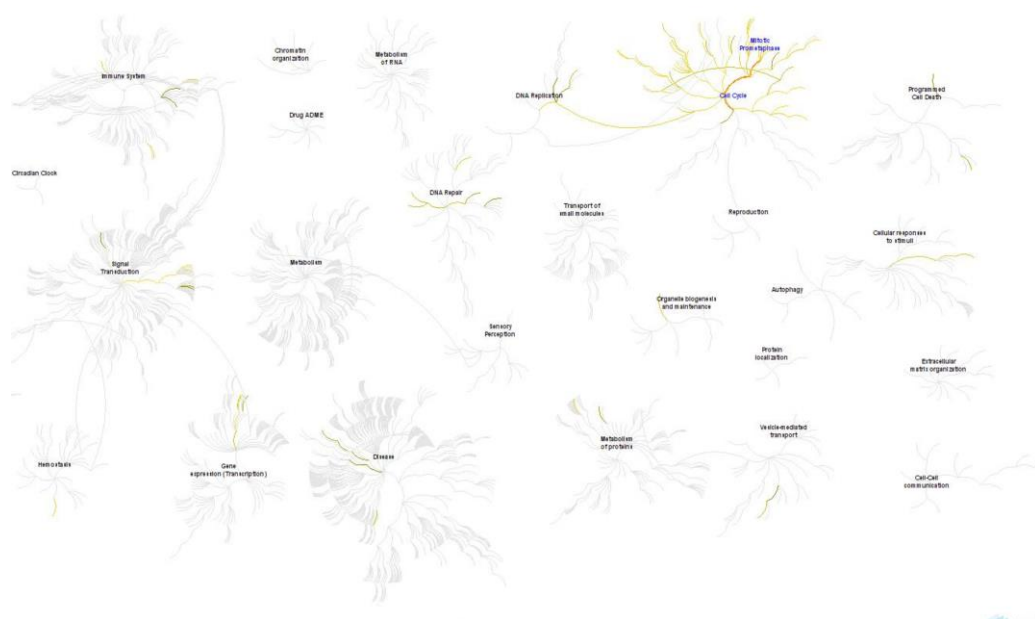 Immune System
Chromatin
organization
Metabolism
of RNA
Drug ADME
Circadian Clock
DNA Replication
Mitotic
Prometaphase
Cell Cycle
Programmed
Cell Death
DNA Repair
Transport of
small molecules
Reproduction
Cellular responses
to stimuli
Signal
Transduction
Metabolism
Autophagy
Organelle biogenesis
and maintenance
Sensory
Perception
Protein
localization
Extracellular
matrix organization
Hemostasis
Gene
expression (Transcription)
Disease
Metabolism
of proteins
Vesicle-mediated
transport
Cell-Cell
communication